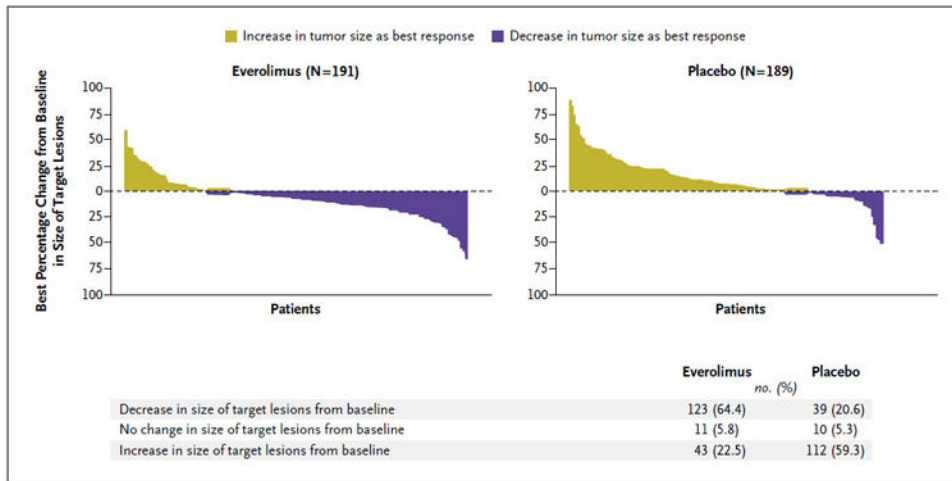 Increase in tumor size as best response Decrease in tumor size as best response
Everolimus (N=191) Placebo (N=189)
Best Percentage Change from Baseline
in Size of Target Lesions
100
75
50
25
0
25
50
75
100
Patients
100
75
50
25
0
25
50
75
100
Patients
Everolimus Placebo
no. (%)
Decrease in size of target lesions from baseline 123 (64.4) 39 (20.6)
No change in size of target lesions from baseline 11 (5.8) 10 (5.3)
Increase in size of target lesions from baseline 43 (22.5) 112 (59.3)